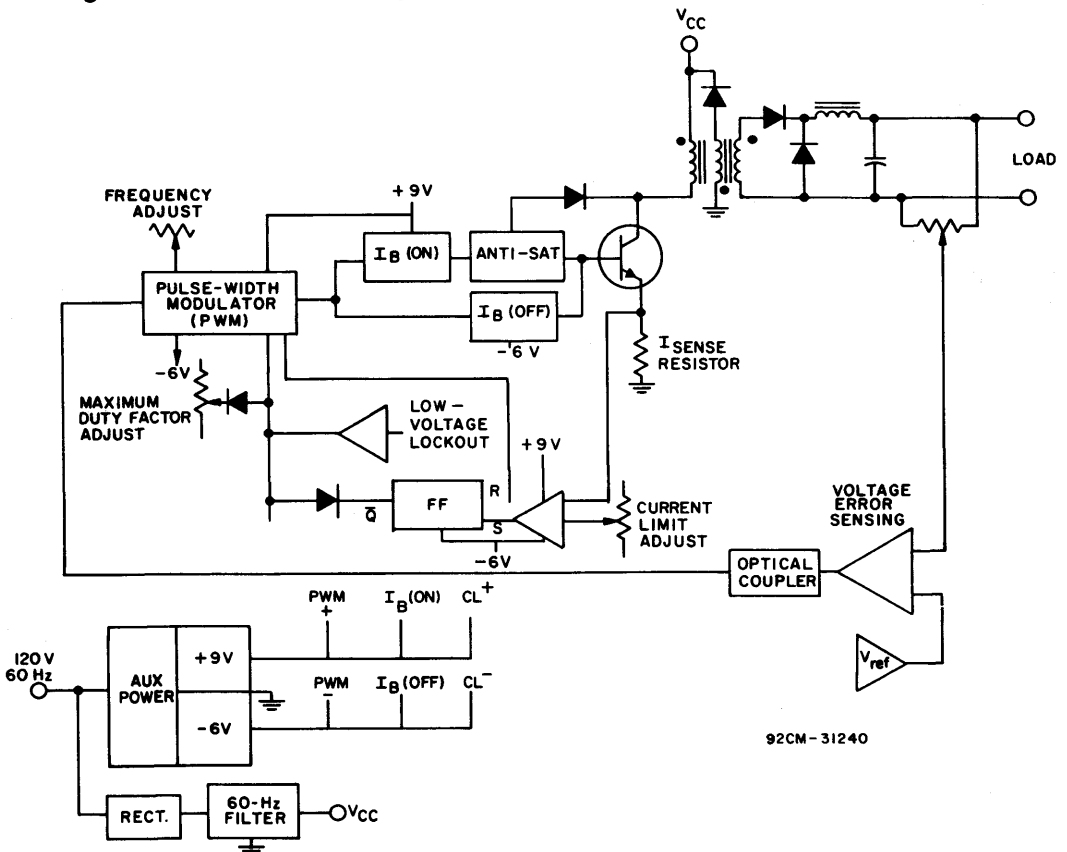 VCC
LOAD
FREQUENCY
ADJUST
+9V
IB (ON)
ANTI-SAT
PULSE-WIDTH
MODULATOR
(PWM)
IB (OFF)
-6V
I SENSE
RESISTOR
-6V
MAXIMUM
DUTY FACTOR
ADJUST
LOW-
VOLTAGE
LOCKOUT
+9V
R
FF
Q̅
S
-6V
CURRENT
LIMIT
ADJUST
VOLTAGE
ERROR
SENSING
OPTICAL
COUPLER
Vref
PWM
+
IB(ON)
CL+
120V
60Hz
AUX
POWER
+9V
-6V
PWM
-
IB(OFF)
CL-
92CM-31240
RECT.
60-Hz
FILTER
VCC